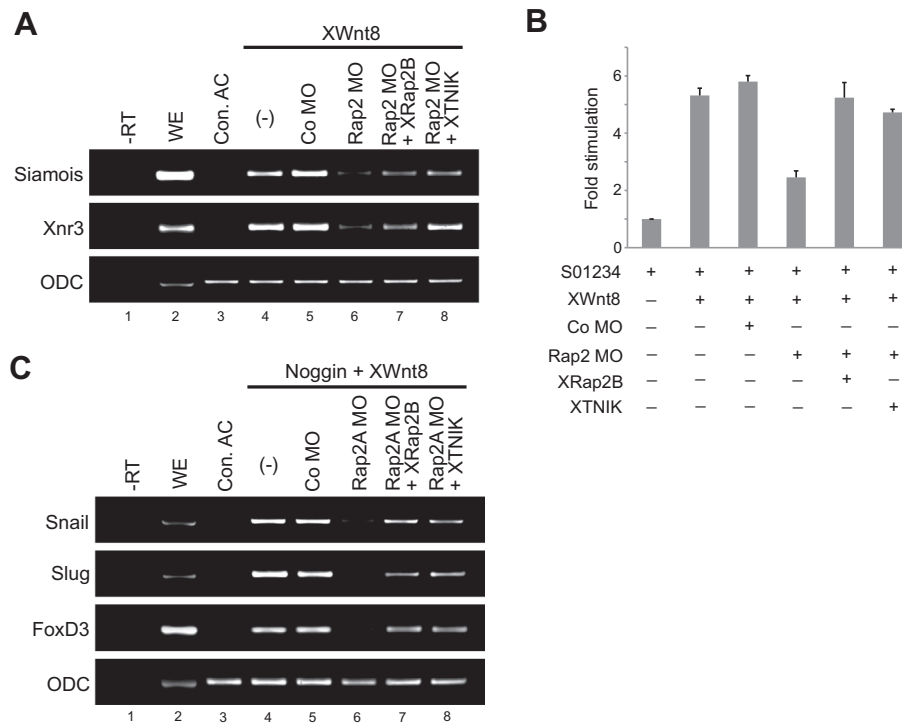 A
XWnt8
-RT
WE
Con. AC
(-)
Co MO
Rap2 MO
Rap2 MO
+ XRap2B
Rap2 MO
+ XTNIK
Siamois
Xnr3
ODC
1 2 3 4 5 6 7 8
B
Fold stimulation
6
4
2
0
S01234 + + + + + +
XWnt8 – + + + + +
Co MO – – + – – –
Rap2 MO – – – + + +
XRap2B – – – – + –
XTNIK – – – – – +
C
Noggin + XWnt8
-RT
WE
Con. AC
(-)
Co MO
Rap2A MO
Rap2A MO
+ XRap2B
Rap2A MO
+ XTNIK
Snail
Slug
FoxD3
ODC
1 2 3 4 5 6 7 8